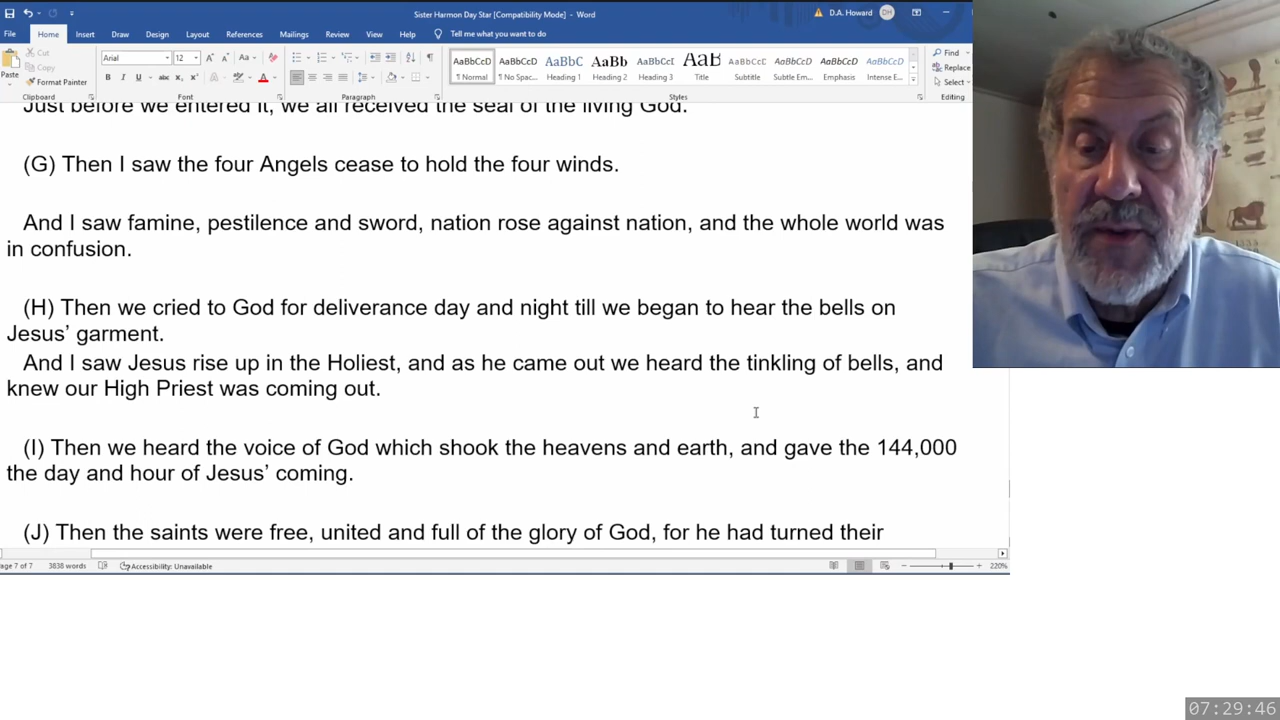 Sister Harmon Day Star [Compatibility Mode] - Word
D.A. Howard DH
File Home Insert Draw Design Layout References Mailings Review View Help Tell me what you want to do
Paste
Cut
Copy
Format Painter
Clipboard
Arial 12
Font
Paragraph
AaBbCcD AaBbCcD AaBbC AaBb AaBbCcI AaB AaBbCcD AaBbCcD AaBbCcD AaBbCcD
¶ Normal ¶ No Spac... Heading 1 Heading 2 Heading 3 Title Subtitle Subtle Em... Emphasis Intense E...
Styles
Find
Replace
Select
Editing
Just before we entered it, we all received the seal of the living God.
(G) Then I saw the four Angels cease to hold the four winds.
And I saw famine, pestilence and sword, nation rose against nation, and the whole world was
in confusion.
(H) Then we cried to God for deliverance day and night till we began to hear the bells on
Jesus’ garment.
And I saw Jesus rise up in the Holiest, and as he came out we heard the tinkling of bells, and
knew our High Priest was coming out.
(I) Then we heard the voice of God which shook the heavens and earth, and gave the 144,000
the day and hour of Jesus’ coming.
(J) Then the saints were free, united and full of the glory of God, for he had turned their
age 7 of 7 3838 words Accessibility: Unavailable 220%
07:29:46